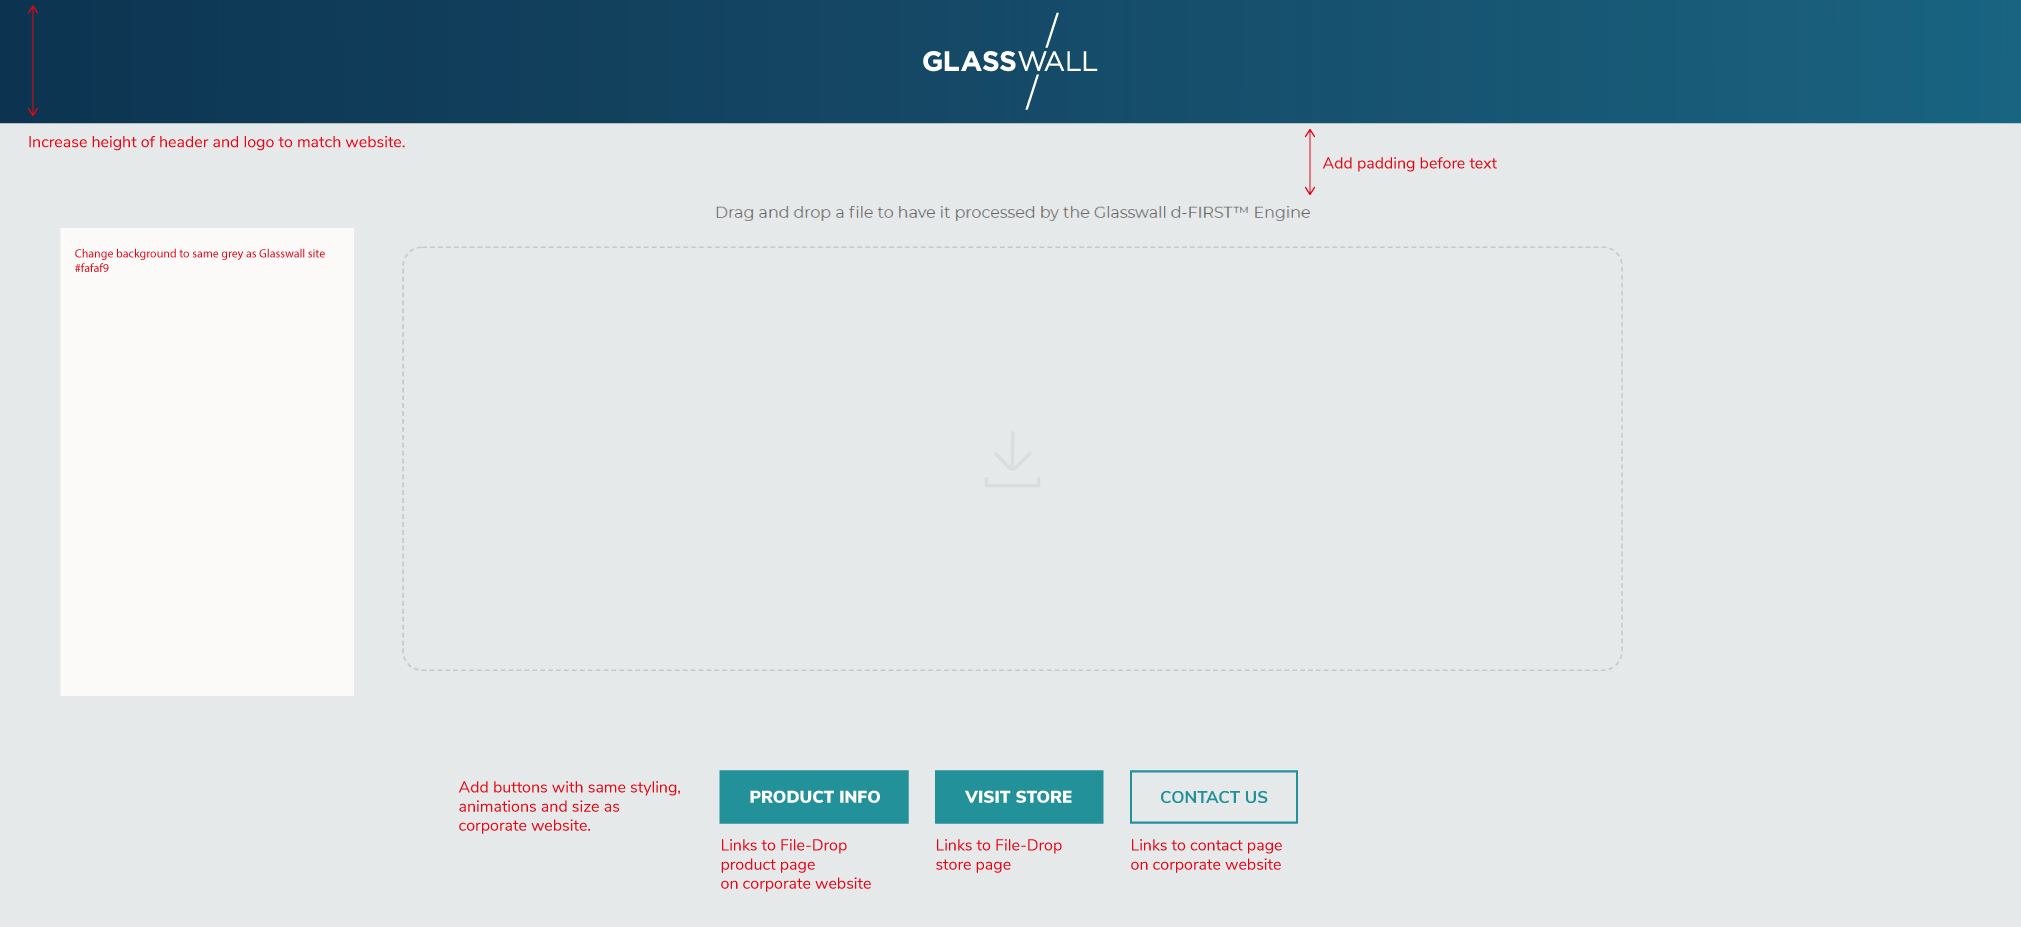 GLASSWALL
Increase height of header and logo to match website.
Add padding before text
Drag and drop a file to have it processed by the Glasswall d-FIRST™ Engine
Change background to same grey as Glasswall site
#fafaf9
Add buttons with same styling,
animations and size as
corporate website.
PRODUCT INFO
VISIT STORE
CONTACT US
Links to File-Drop
product page
on corporate website
Links to File-Drop
store page
Links to contact page
on corporate website